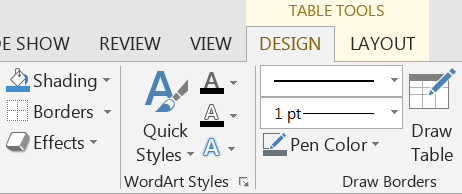 TABLE TOOLS
DE SHOW REVIEW VIEW DESIGN LAYOUT
Shading
Borders
Effects
Quick
Styles
A
A
A
WordArt Styles
1 pt
Pen Color
Draw
Table
Draw Borders